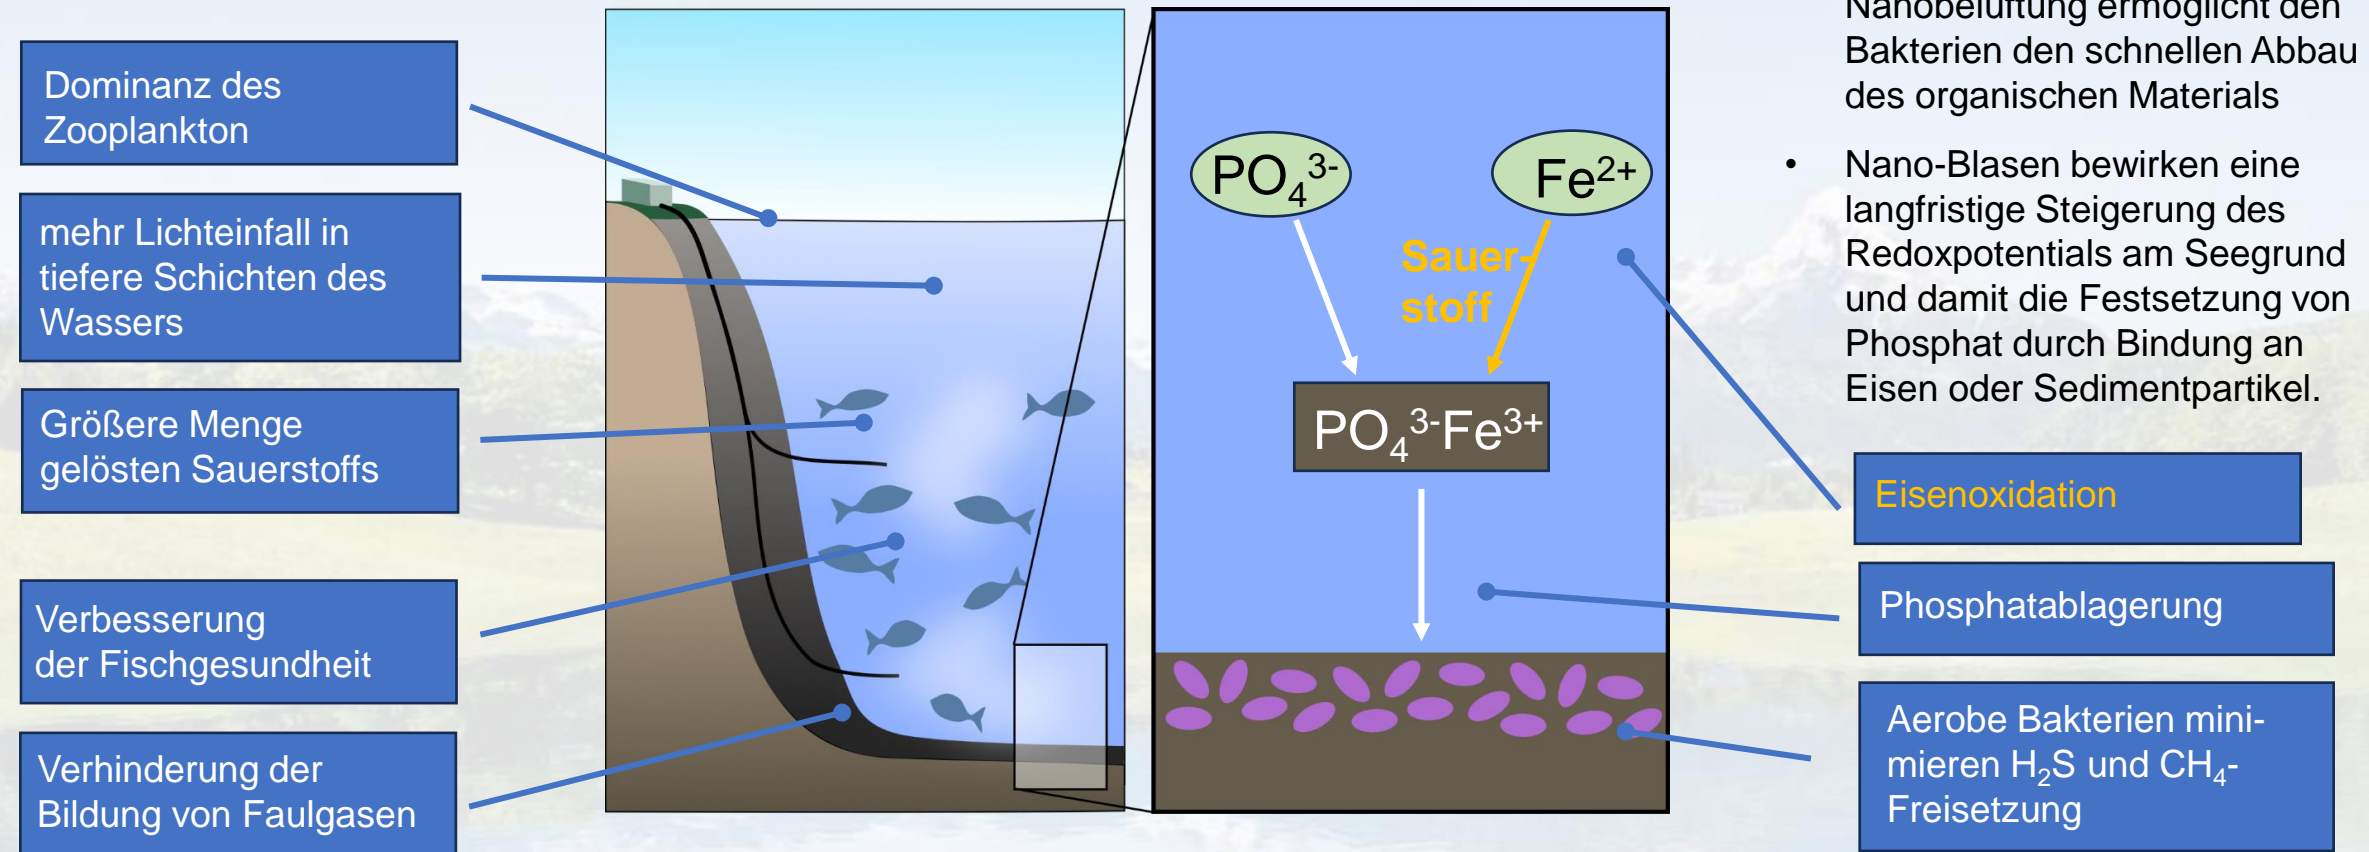 Dominanz des
Zooplankton
mehr Lichteinfall in
tiefere Schichten des
Wassers
Größere Menge
gelösten Sauerstoffs
Verbesserung
der Fischgesundheit
Verhinderung der
Bildung von Faulgasen
PO₄³⁻
Fe²⁺
Sauer-
stoff
PO₄³⁻Fe³⁺
Nanobelüftung ermöglicht den
Bakterien den schnellen Abbau
des organischen Materials
• Nano-Blasen bewirken eine
langfristige Steigerung des
Redoxpotentials am Seegrund
und damit die Festsetzung von
Phosphat durch Bindung an
Eisen oder Sedimentpartikel.
Eisenoxidation
Phosphatablagerung
Aerobe Bakterien mini-
mieren H₂S und CH₄-
Freisetzung